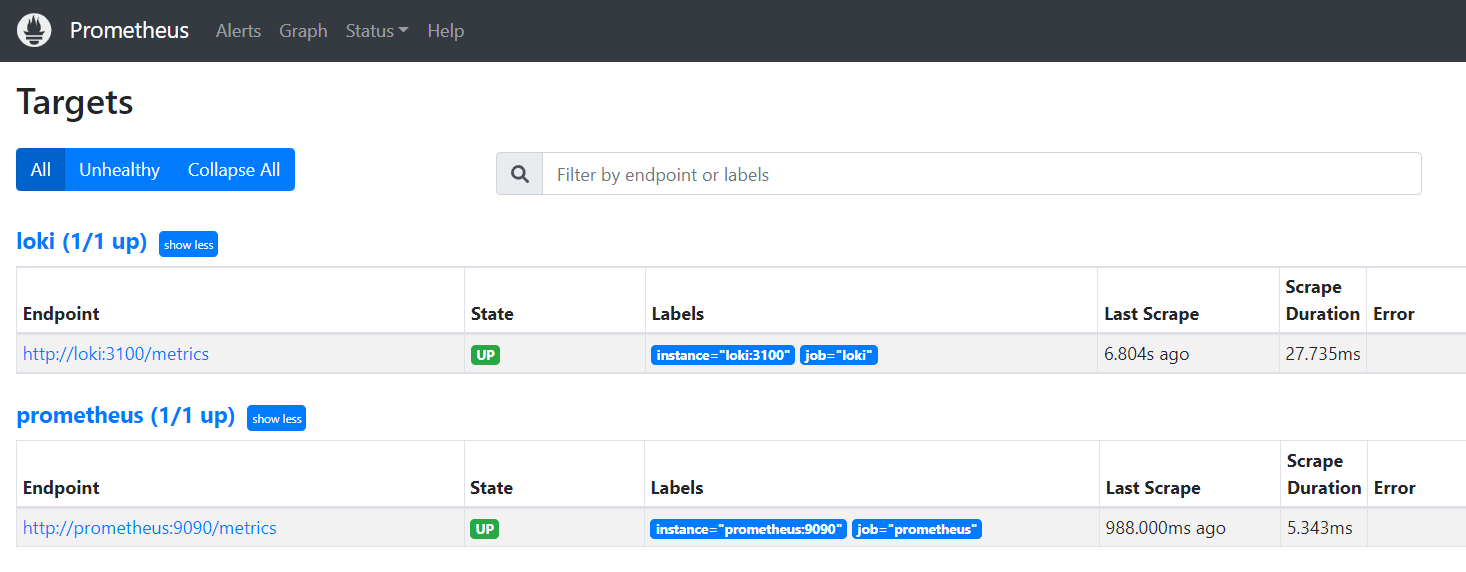 Prometheus Alerts Graph Status Help
Targets
All Unhealthy Collapse All
Filter by endpoint or labels
loki (1/1 up) show less
Endpoint State Labels Last Scrape Scrape Duration Error
http://loki:3100/metrics UP instance="loki:3100" job="loki" 6.804s ago 27.735ms
prometheus (1/1 up) show less
Endpoint State Labels Last Scrape Scrape Duration Error
http://prometheus:9090/metrics UP instance="prometheus:9090" job="prometheus" 988.000ms ago 5.343ms